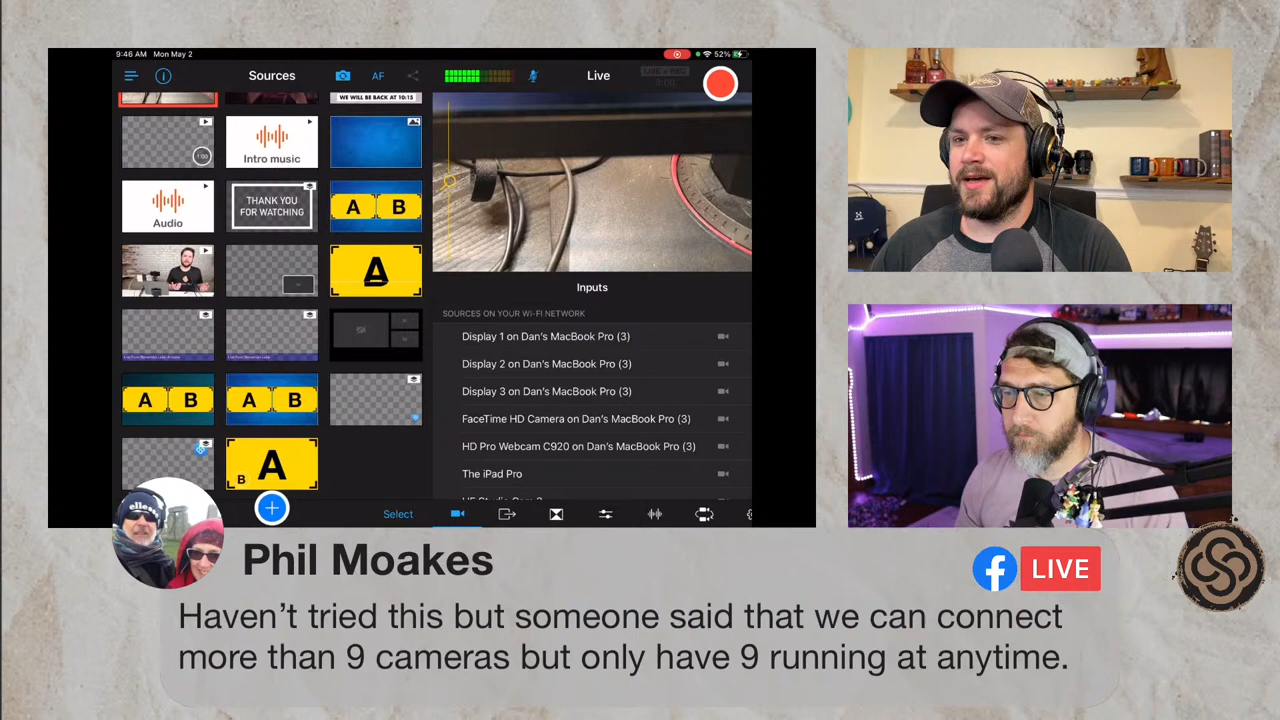 9:46 AM Mon May 2
52%
Sources
AF
Live
WE WILL BE BACK AT 10:15
Intro music
Audio
THANK YOU
FOR WATCHING
A B
A
A B
A B
B A
Select
Inputs
SOURCES ON YOUR WI-FI NETWORK
Display 1 on Dan's MacBook Pro (3)
Display 2 on Dan's MacBook Pro (3)
Display 3 on Dan's MacBook Pro (3)
FaceTime HD Camera on Dan's MacBook Pro (3)
HD Pro Webcam C920 on Dan's MacBook Pro (3)
The iPad Pro
Phil Moakes
LIVE
Haven't tried this but someone said that we can connect
more than 9 cameras but only have 9 running at anytime.